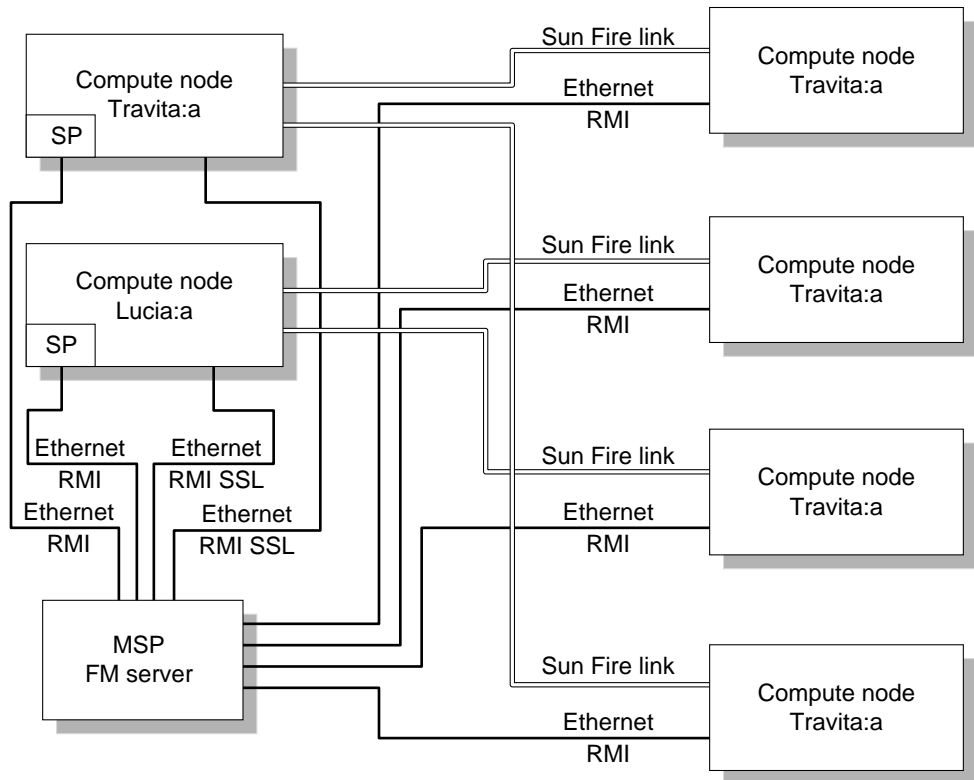 Compute node
Travita:a
SP
Sun Fire link
Ethernet
RMI
Compute node
Travita:a
Compute node
Lucia:a
SP
Sun Fire link
Ethernet
RMI
Compute node
Travita:a
Ethernet
RMI
Ethernet
RMI SSL
Ethernet
RMI
Ethernet
RMI SSL
Sun Fire link
Ethernet
RMI
Compute node
Travita:a
MSP
FM server
Sun Fire link
Ethernet
RMI
Compute node
Travita:a